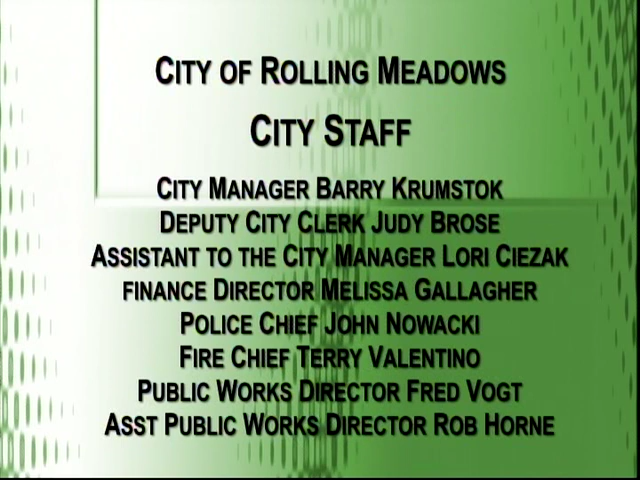 CITY OF ROLLING MEADOWS
CITY STAFF
CITY MANAGER BARRY KRUMSTOK
DEPUTY CITY CLERK JUDY BROSE
ASSISTANT TO THE CITY MANAGER LORI CIEZAK
FINANCE DIRECTOR MELISSA GALLAGHER
POLICE CHIEF JOHN NOWACKI
FIRE CHIEF TERRY VALENTINO
PUBLIC WORKS DIRECTOR FRED VOGT
ASST PUBLIC WORKS DIRECTOR ROB HORNE